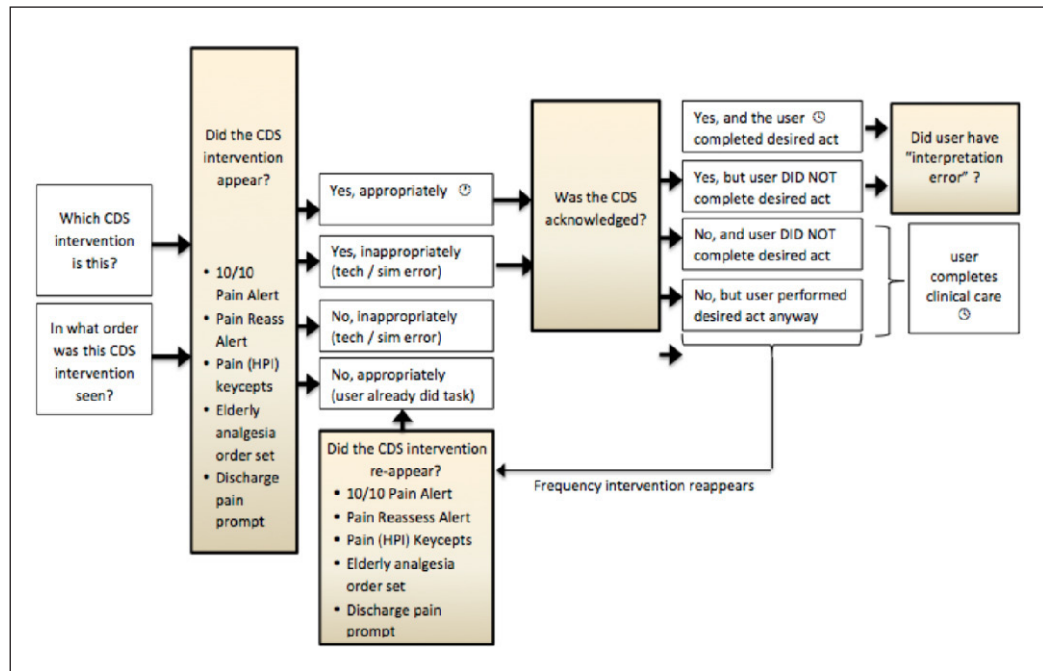 Which CDS
intervention
is this?
In what order
was this CDS
intervention
seen?
Did the CDS
intervention
appear?
• 10/10
Pain Alert
• Pain Reass
Alert
• Pain (HPI)
keycepts
• Elderly
analgesia
order set
• Discharge
pain
prompt
Yes, appropriately
Yes, inappropriately
(tech / sim error)
No, inappropriately
(tech / sim error)
No, appropriately
(user already did task)
Did the CDS intervention
re-appear?
• 10/10 Pain Alert
• Pain Reassess Alert
• Pain (HPI) Keycepts
• Elderly analgesia
order set
• Discharge pain
prompt
Was the CDS
acknowledged?
Yes, and the user
completed desired act
Yes, but user DID NOT
complete desired act
No, and user DID NOT
complete desired act
No, but user performed
desired act anyway
Did user have
"interpretation
error" ?
user
completes
clinical care
Frequency intervention reappears